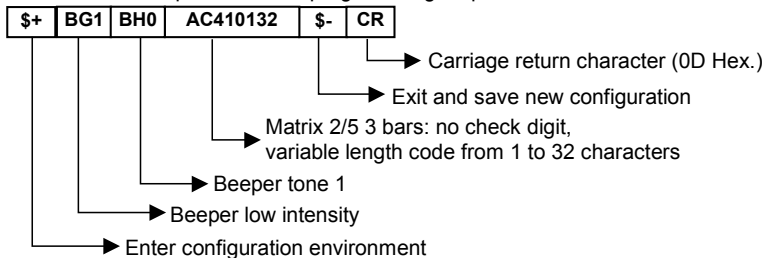 $+ BG1 BH0 AC410132 $- CR
Carriage return character (0D Hex.)
Exit and save new configuration
Matrix 2/5 3 bars: no check digit,
variable length code from 1 to 32 characters
Beeper tone 1
Beeper low intensity
Enter configuration environment